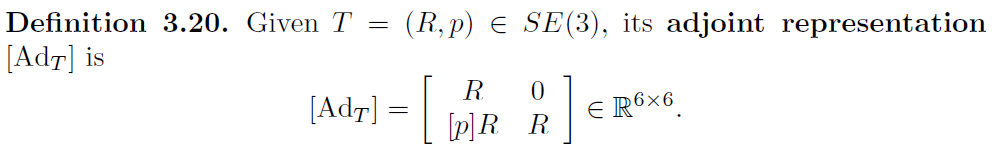 Definition 3.20. Given T = (R, p) ∈ SE(3), its adjoint representation
[Ad_T] is
[Ad_T] = [ R 0
[p]R R ] ∈ ℝ^{6×6}.